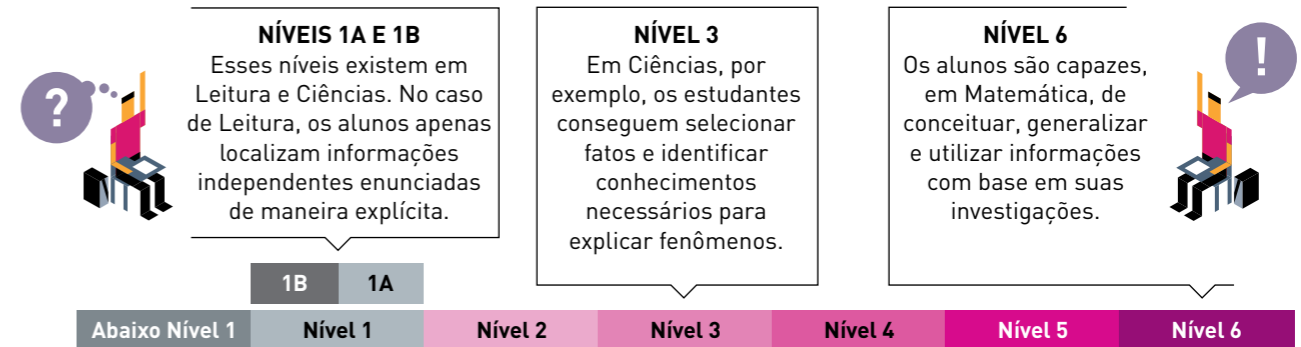 ?
NÍVEIS 1A E 1B
Esses níveis existem em
Leitura e Ciências. No caso
de Leitura, os alunos apenas
localizam informações
independentes enunciadas
de maneira explícita.
NÍVEL 3
Em Ciências, por
exemplo, os estudantes
conseguem selecionar
fatos e identificar
conhecimentos
necessários para
explicar fenômenos.
NÍVEL 6
Os alunos são capazes,
em Matemática, de
conceituar, generalizar
e utilizar informações
com base em suas
investigações.
!
1B 1A
Abaixo Nível 1 Nível 1 Nível 2 Nível 3 Nível 4 Nível 5 Nível 6